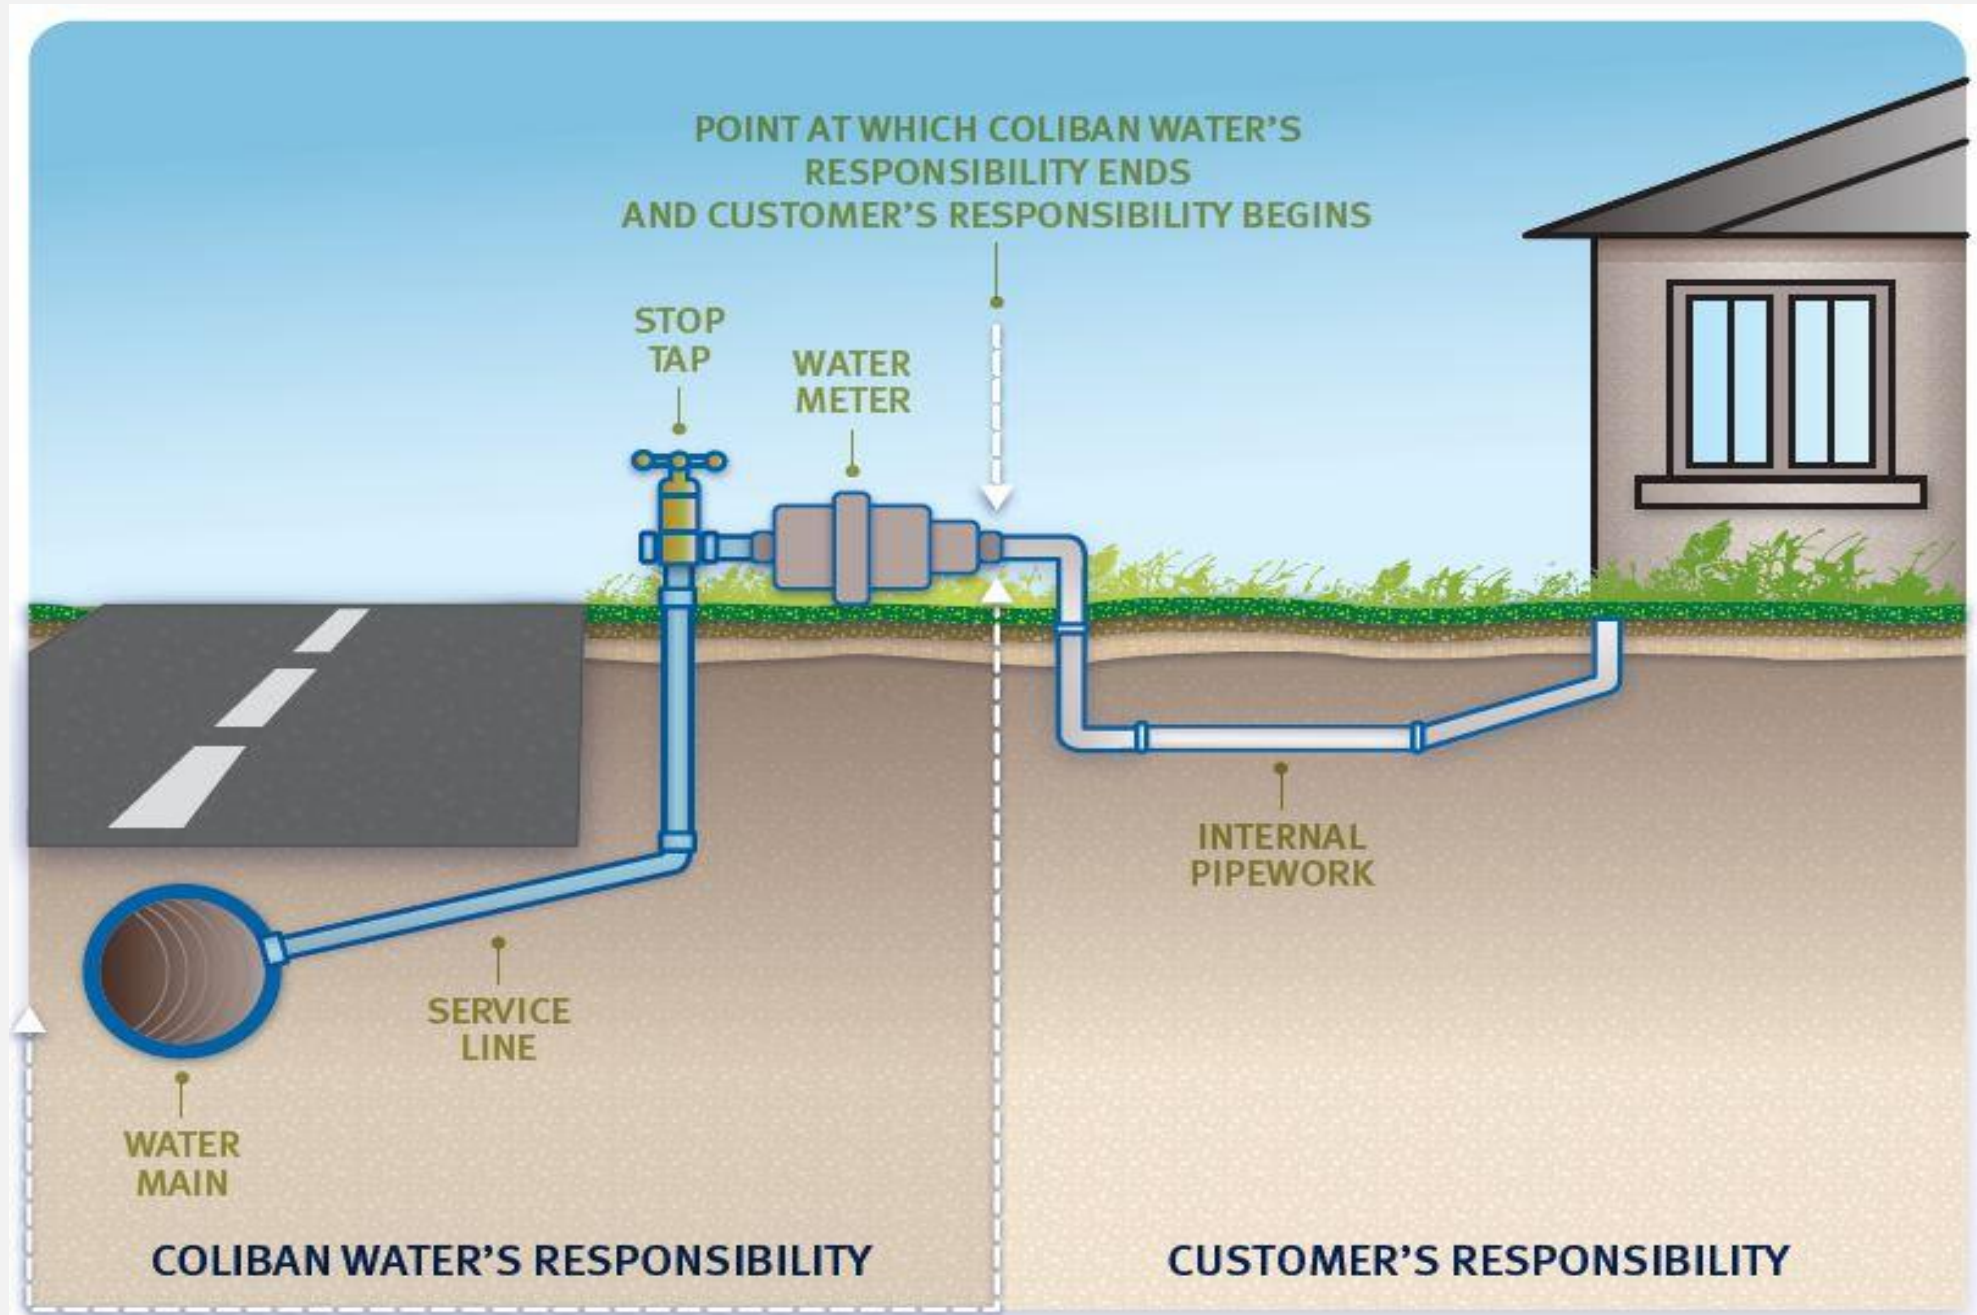 POINT AT WHICH COLIBAN WATER’S
RESPONSIBILITY ENDS
AND CUSTOMER’S RESPONSIBILITY BEGINS
STOP
TAP
WATER
METER
INTERNAL
PIPEWORK
SERVICE
LINE
WATER
MAIN
COLIBAN WATER’S RESPONSIBILITY
CUSTOMER’S RESPONSIBILITY